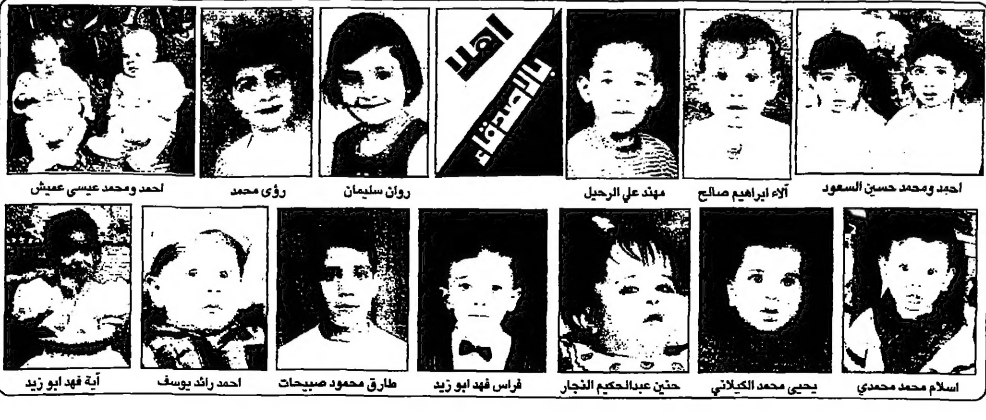 اهلا
بالاصدقاء
احمد ومحمد حسين السعود
آلاء ابراهيم صالح
مهند علي الرحيل
روان سليمان
رؤى محمد
احمد ومحمد عيسى عميش
اسلام محمد محمدي
يحيى محمد الكيلاني
حنين عبدالحكيم النجار
فراس فهد ابو زيد
طارق محمود صبيحات
احمد رائد يوسف
آية فهد ابو زيد